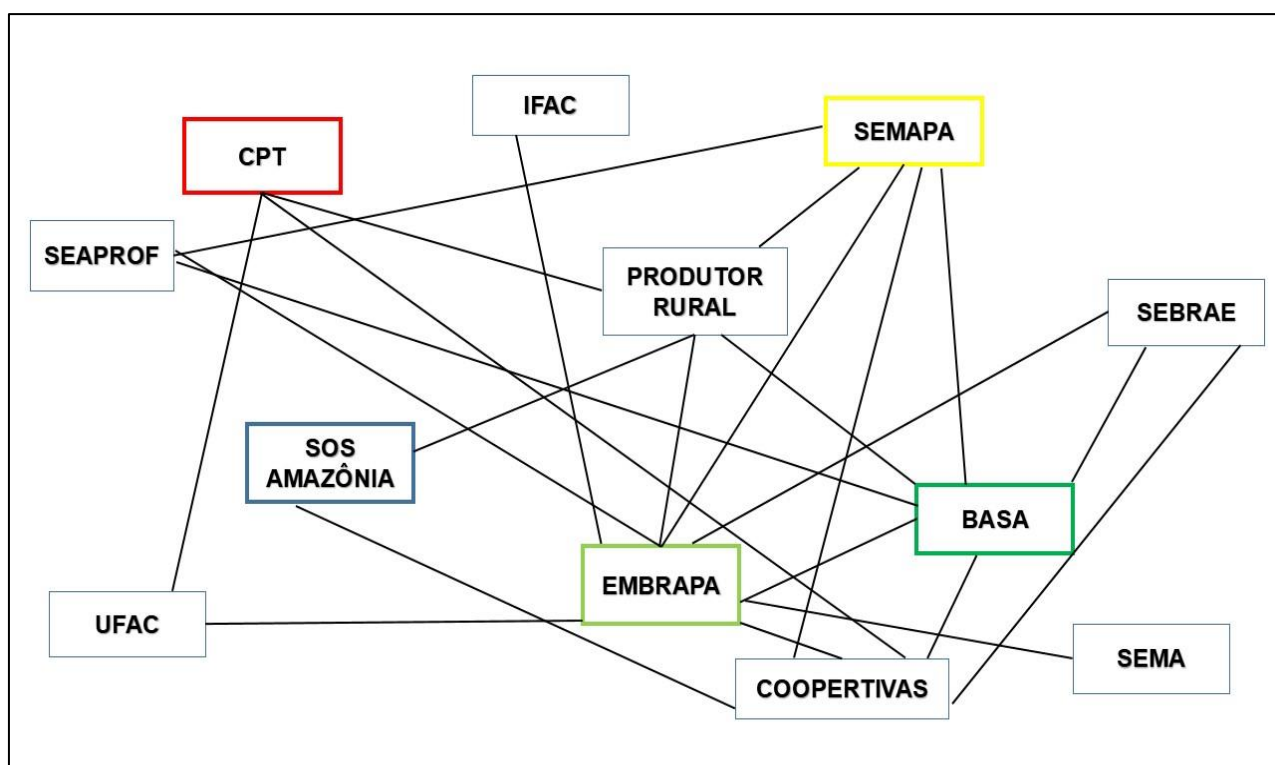 IFAC
SEMAPA
CPT
SEAPROF
PRODUTOR
RURAL
SEBRAE
SOS
AMAZÔNIA
BASA
EMBRAPA
UFAC
SEMA
COOPERTIVAS